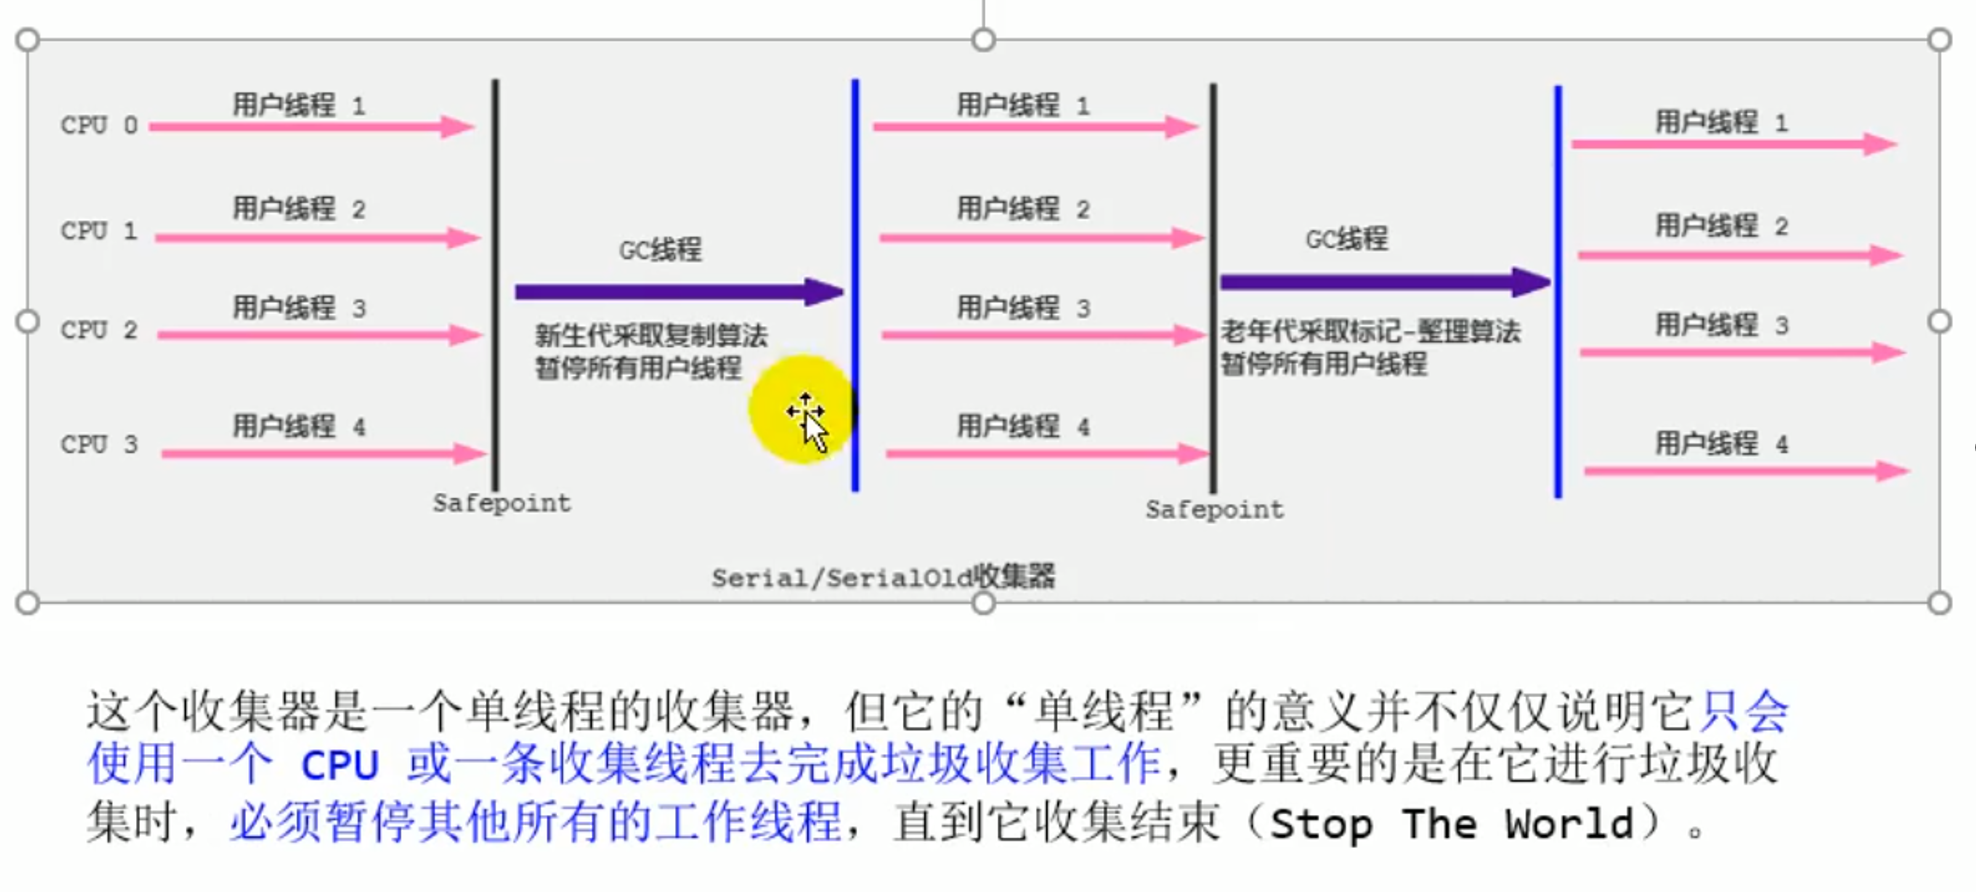 用户线程 1
用户线程 1
用户线程 1
CPU 0
用户线程 2
用户线程 2
用户线程 2
CPU 1
GC线程
GC线程
用户线程 3
用户线程 3
用户线程 3
CPU 2
新生代采取复制算法
暂停所有用户线程
老年代采取标记-整理算法
暂停所有用户线程
用户线程 4
用户线程 4
用户线程 4
CPU 3
Safepoint
Safepoint
Serial/SerialOld收集器
这个收集器是一个单线程的收集器，但它的“单线程”的意义并不仅仅说明它只会
使用一个 CPU 或一条收集线程去完成垃圾收集工作，更重要的是在它进行垃圾收
集时，必须暂停其他所有的工作线程，直到它收集结束（Stop The World）。